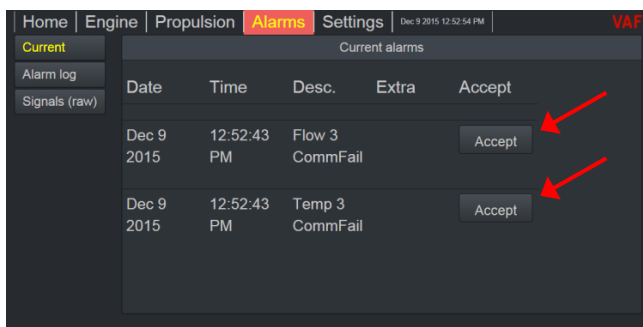 Home Engine Propulsion Alarms Settings Dec 9 2015 12:52:54 PM VAF
Current
Current alarms
Alarm log
Signals (raw)
Date Time Desc. Extra Accept
Dec 9 12:52:43 Flow 3 Accept
2015 PM CommFail
Dec 9 12:52:43 Temp 3 Accept
2015 PM CommFail